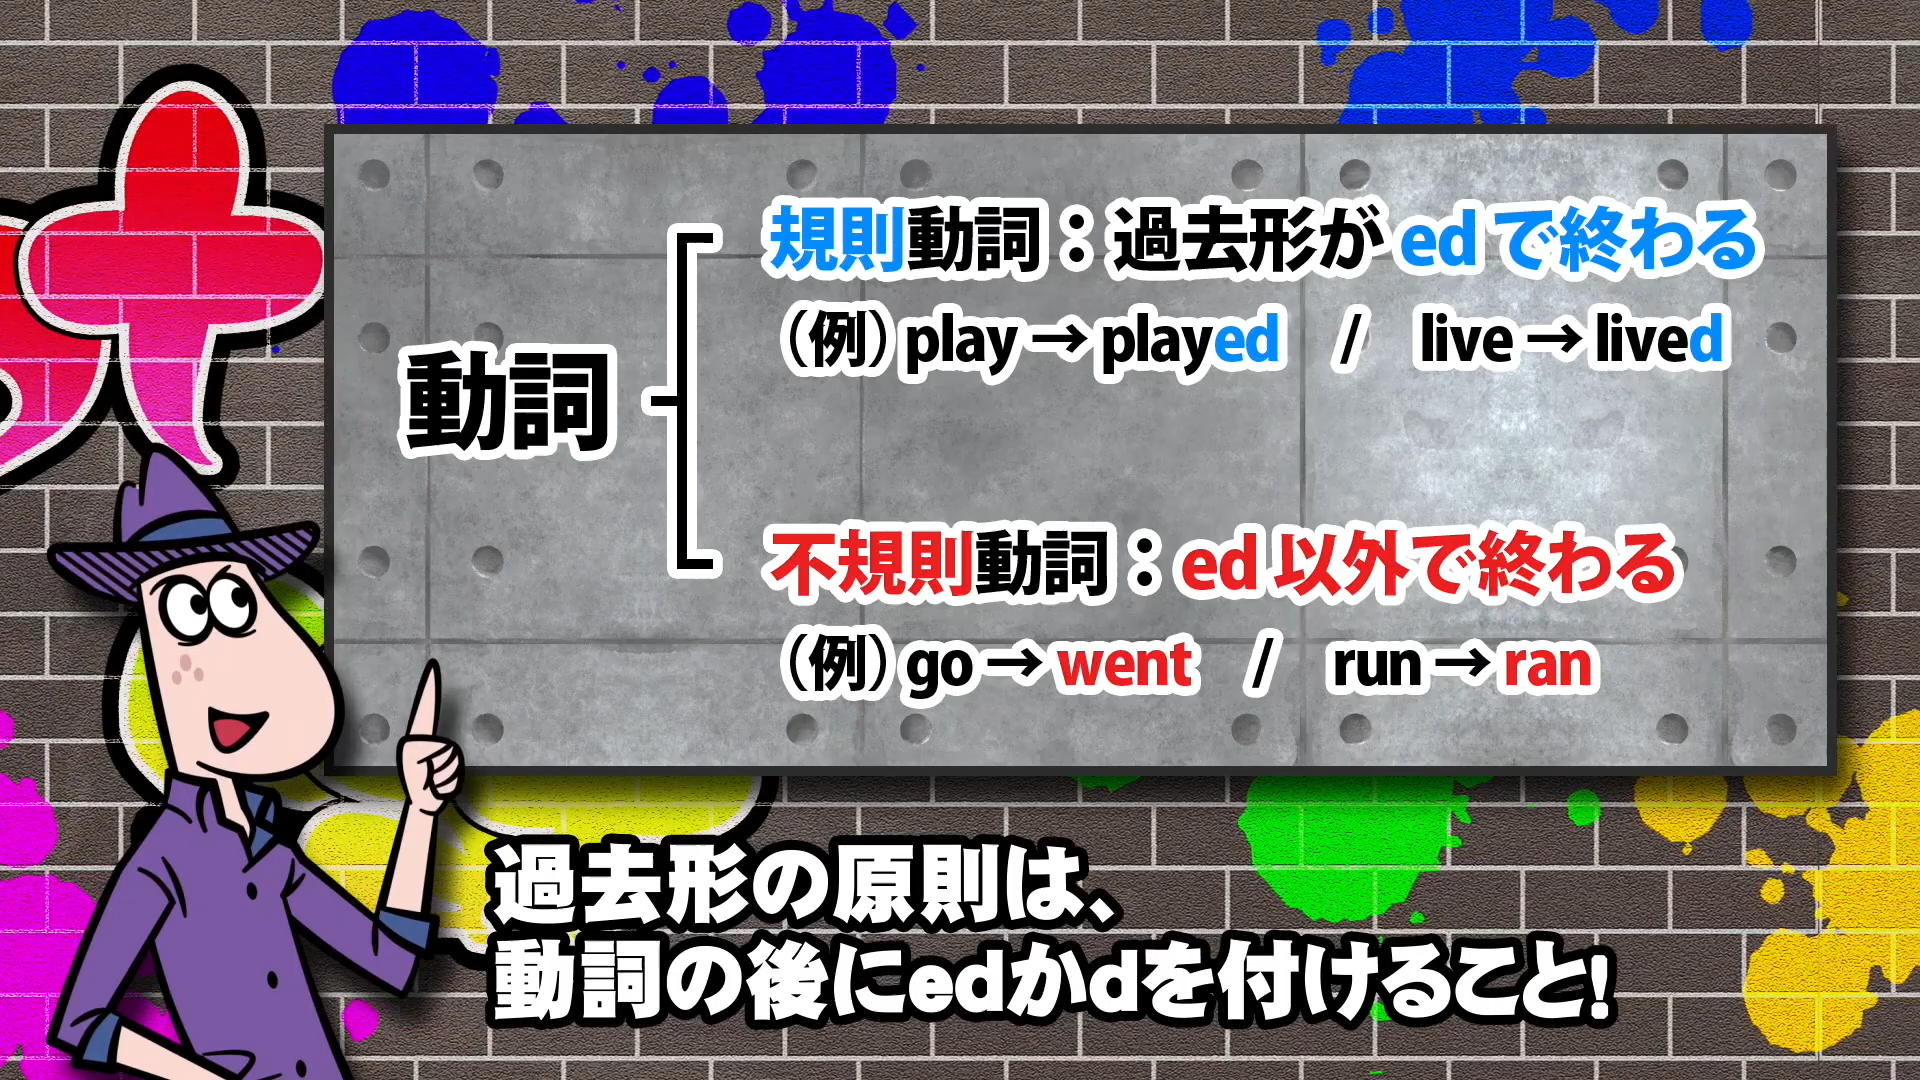 動詞
規則動詞：過去形が ed で終わる
（例）play → played / live → lived
不規則動詞：ed 以外で終わる
（例）go → went / run → ran
過去形の原則は、
動詞の後にedかdを付けること!